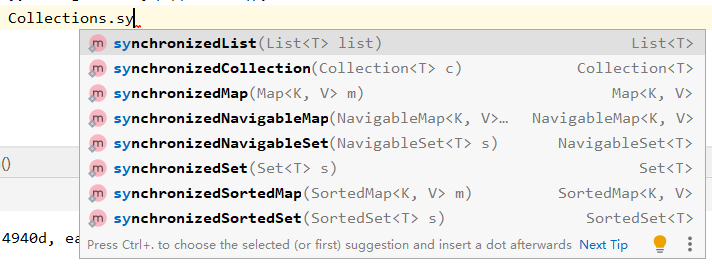 Collections.sy
synchronizedList(List<T> list) List<T>
synchronizedCollection(Collection<T> c) Collection<T>
synchronizedMap(Map<K, V> m) Map<K, V>
synchronizedNavigableMap(NavigableMap<K, V>… NavigableMap<K, V>
synchronizedNavigableSet(NavigableSet<T> s) NavigableSet<T>
() synchronizedSet(Set<T> s) Set<T>
synchronizedSortedMap(SortedMap<K, V> m) SortedMap<K, V>
synchronizedSortedSet(SortedSet<T> s) SortedSet<T>
4940d, ea
Press Ctrl+. to choose the selected (or first) suggestion and insert a dot afterwards Next Tip